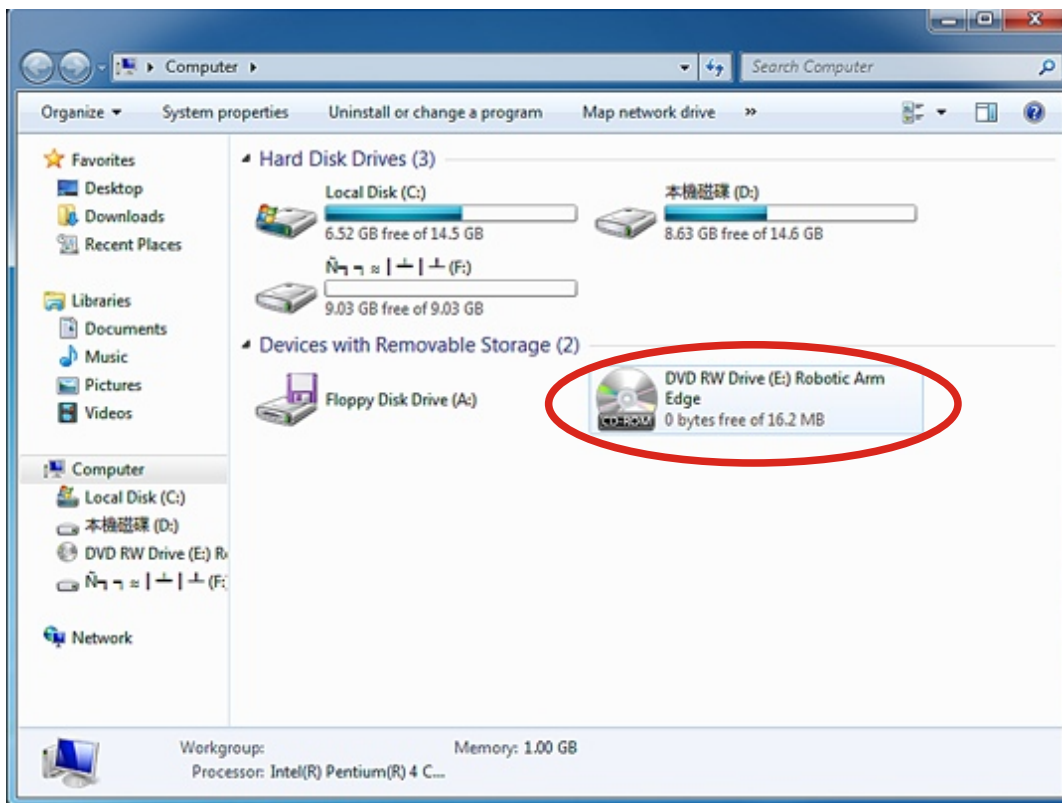 Computer
Search Computer
Organize
System properties
Uninstall or change a program
Map network drive
»
Favorites
Desktop
Downloads
Recent Places
Libraries
Documents
Music
Pictures
Videos
Computer
Local Disk (C:)
本機磁碟 (D:)
DVD RW Drive (E:) R
(F:
Network
Hard Disk Drives (3)
Local Disk (C:)
6.52 GB free of 14.5 GB
本機磁碟 (D:)
8.63 GB free of 14.6 GB
(F:)
9.03 GB free of 9.03 GB
Devices with Removable Storage (2)
Floppy Disk Drive (A:)
DVD RW Drive (E:) Robotic Arm
Edge
0 bytes free of 16.2 MB
CD-ROM
Workgroup:
Memory: 1.00 GB
Processor: Intel(R) Pentium(R) 4 C...